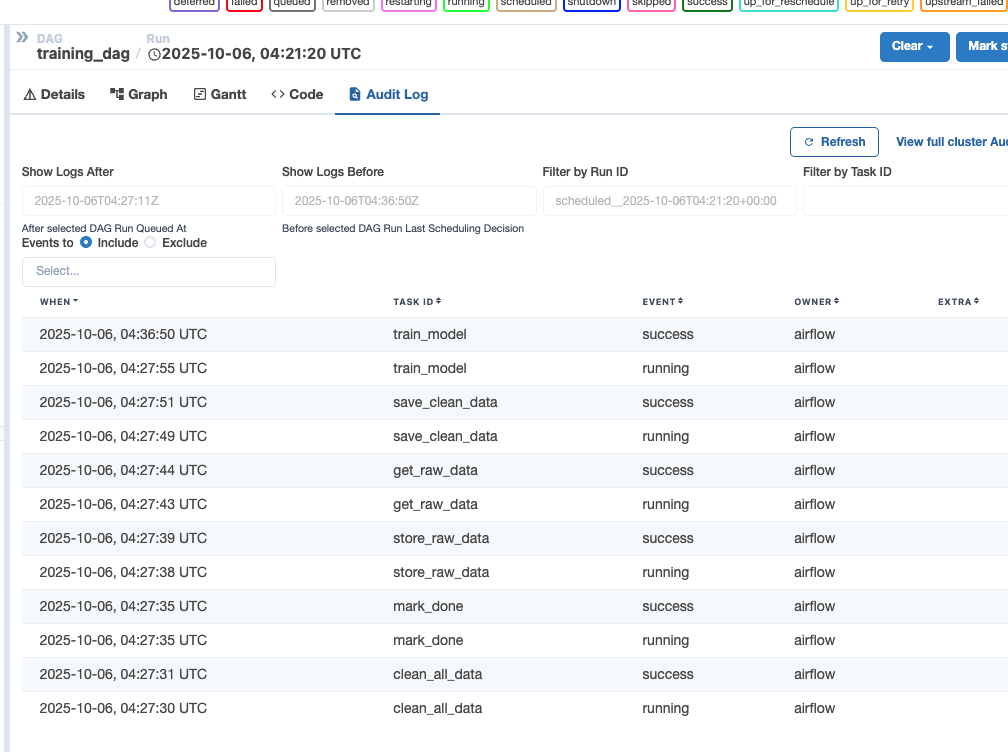 deferred failed queued removed restarting running scheduled shutdown skipped success up_for_reschedule up_for_retry upstream_failed
DAG Run
training_dag / 2025-10-06, 04:21:20 UTC
Clear Mark s
Details Graph Gantt Code Audit Log
Refresh View full cluster Au
Show Logs After Show Logs Before Filter by Run ID Filter by Task ID
2025-10-06T04:27:11Z 2025-10-06T04:36:50Z scheduled__2025-10-06T04:21:20+00:00
After selected DAG Run Queued At Before selected DAG Run Last Scheduling Decision
Events to Include Exclude
Select...
WHEN TASK ID EVENT OWNER EXTRA
2025-10-06, 04:36:50 UTC train_model success airflow
2025-10-06, 04:27:55 UTC train_model running airflow
2025-10-06, 04:27:51 UTC save_clean_data success airflow
2025-10-06, 04:27:49 UTC save_clean_data running airflow
2025-10-06, 04:27:44 UTC get_raw_data success airflow
2025-10-06, 04:27:43 UTC get_raw_data running airflow
2025-10-06, 04:27:39 UTC store_raw_data success airflow
2025-10-06, 04:27:38 UTC store_raw_data running airflow
2025-10-06, 04:27:35 UTC mark_done success airflow
2025-10-06, 04:27:35 UTC mark_done running airflow
2025-10-06, 04:27:31 UTC clean_all_data success airflow
2025-10-06, 04:27:30 UTC clean_all_data running airflow